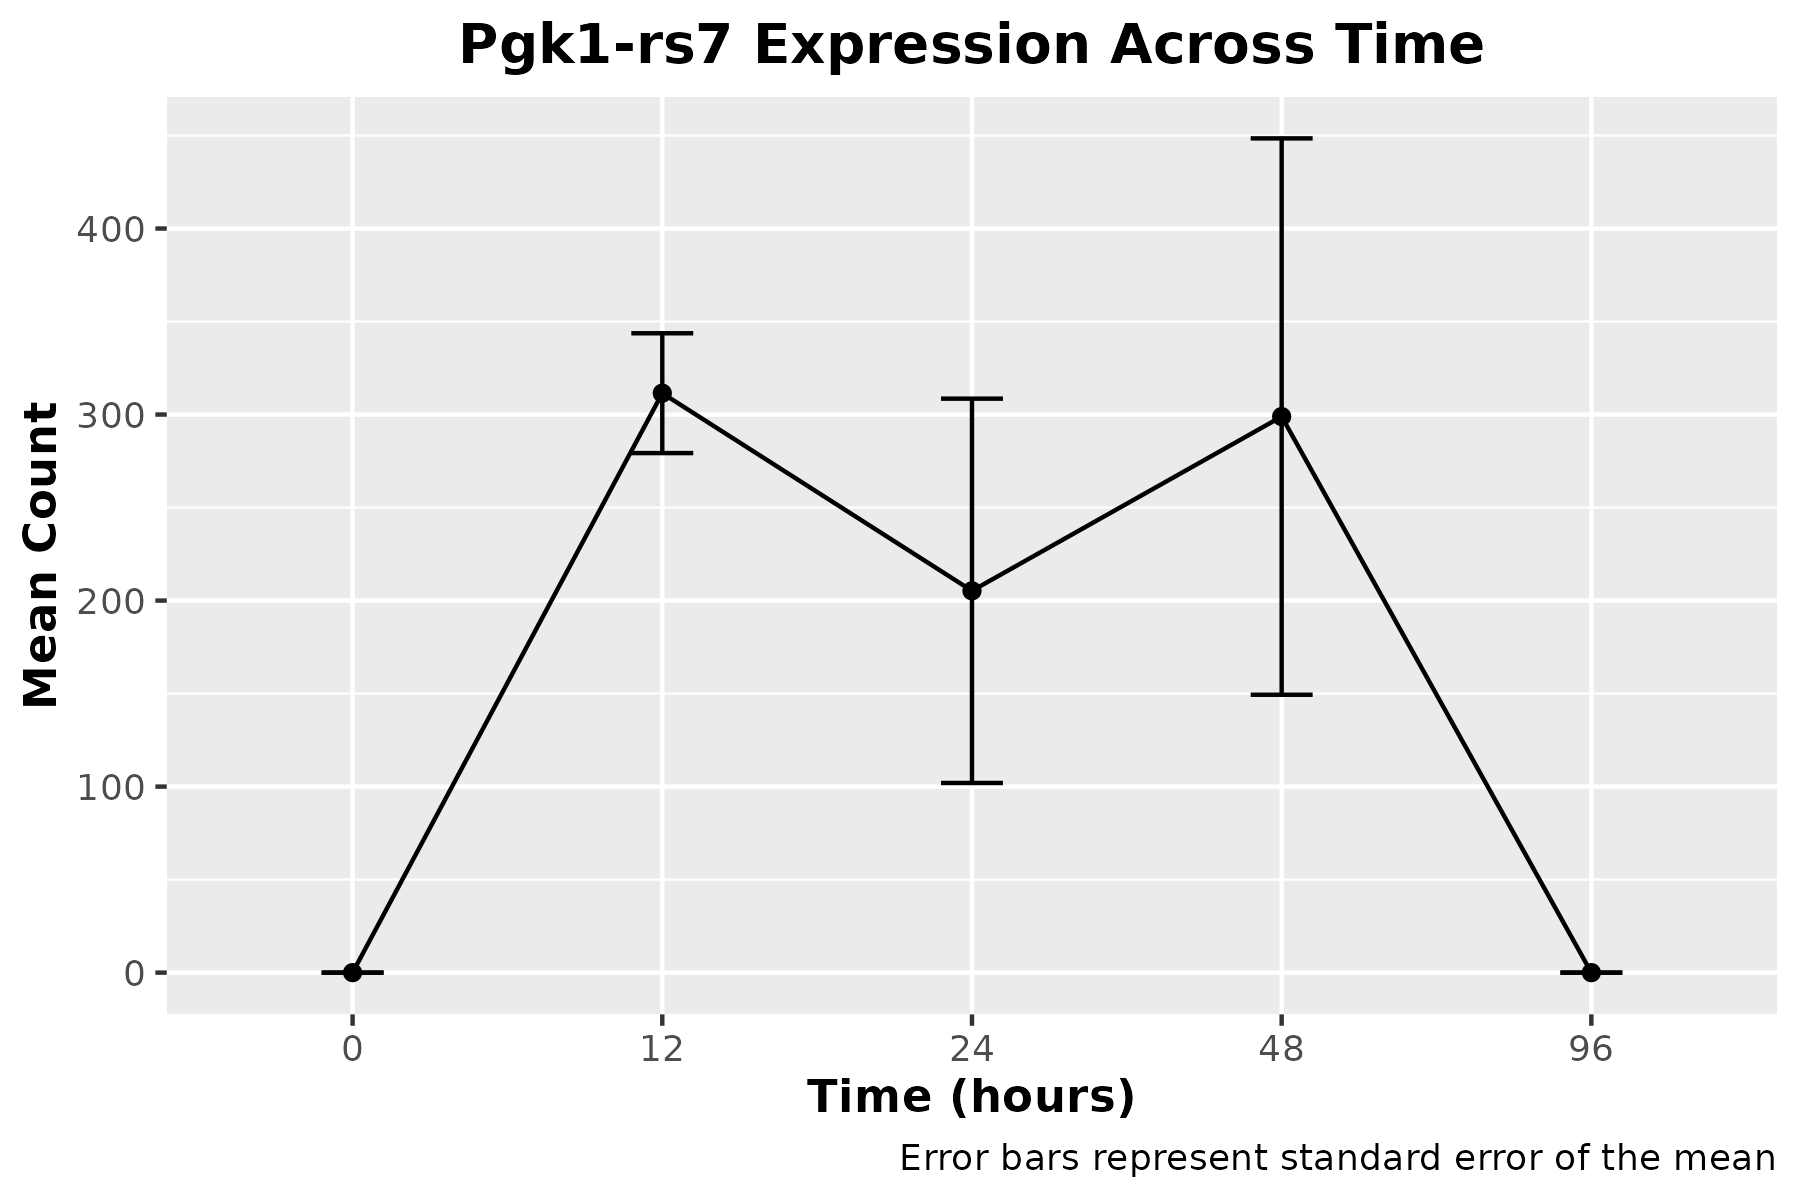 Pgk1-rs7 Expression Across Time
Mean Count
400
300
200
100
0
0 12 24 48 96
Time (hours)
Error bars represent standard error of the mean